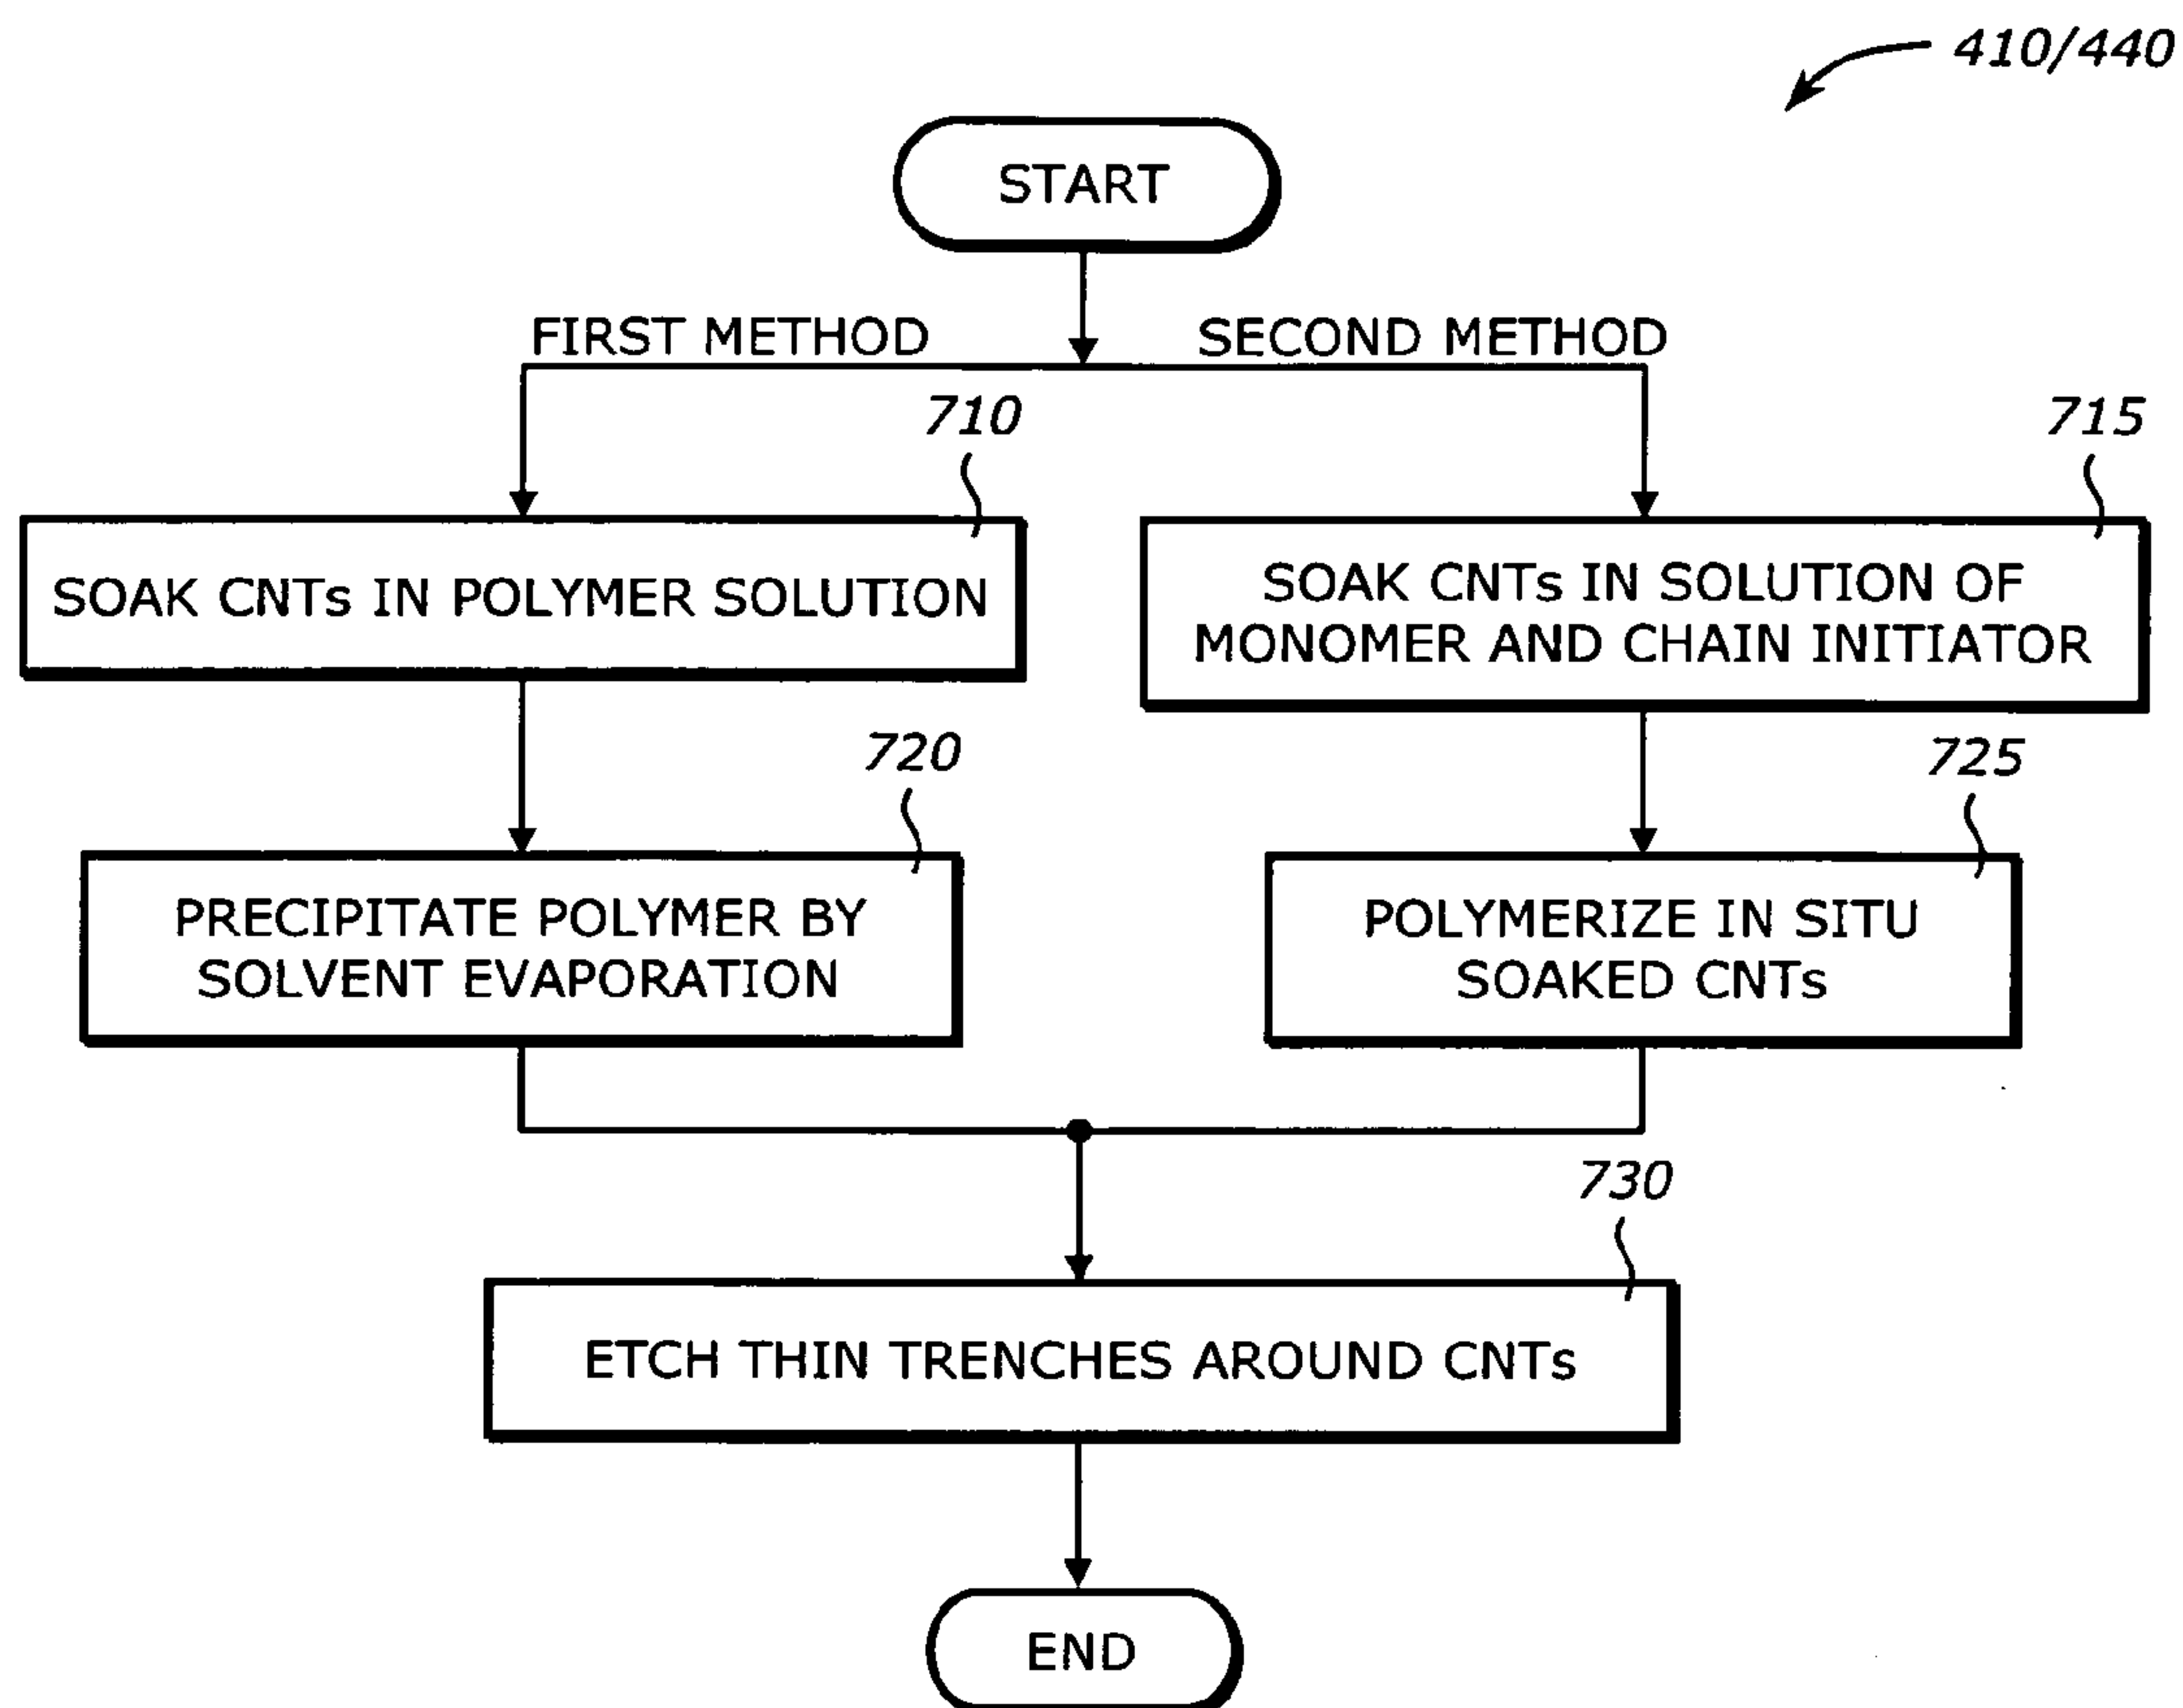 410/440
START
FIRST METHOD
SECOND METHOD
710
715
SOAK CNTs IN POLYMER SOLUTION
SOAK CNTs IN SOLUTION OF
MONOMER AND CHAIN INITIATOR
720
725
PRECIPITATE POLYMER BY
SOLVENT EVAPORATION
POLYMERIZE IN SITU
SOAKED CNTs
730
ETCH THIN TRENCHES AROUND CNTs
END